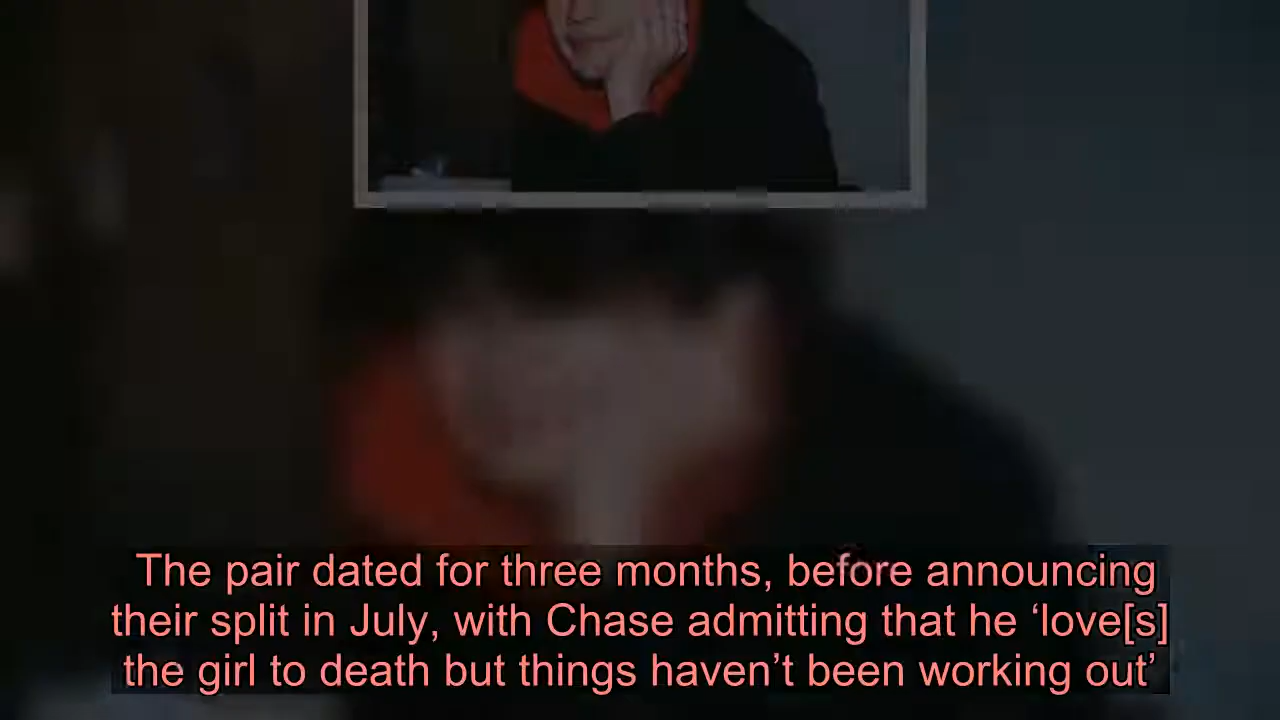 The pair dated for three months, before announcing
their split in July, with Chase admitting that he ‘love[s]
the girl to death but things haven’t been working out’